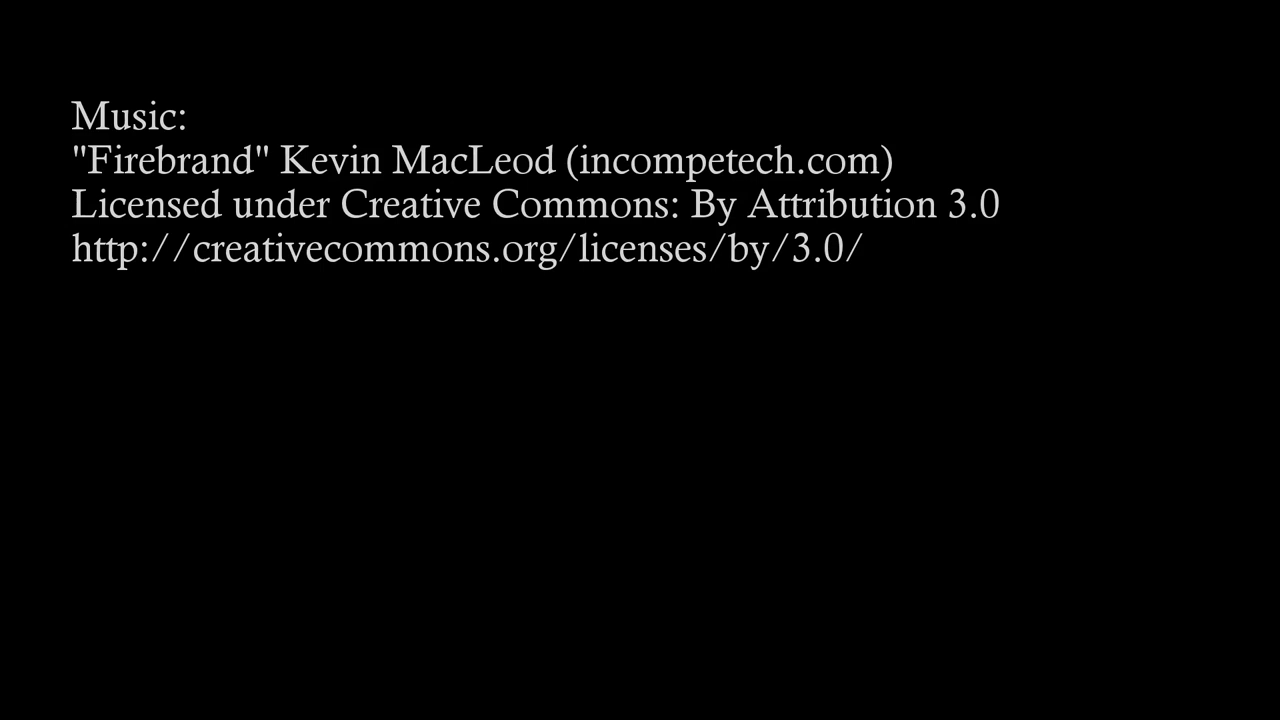 Music:
"Firebrand" Kevin MacLeod (incompetech.com)
Licensed under Creative Commons: By Attribution 3.0
http://creativecommons.org/licenses/by/3.0/